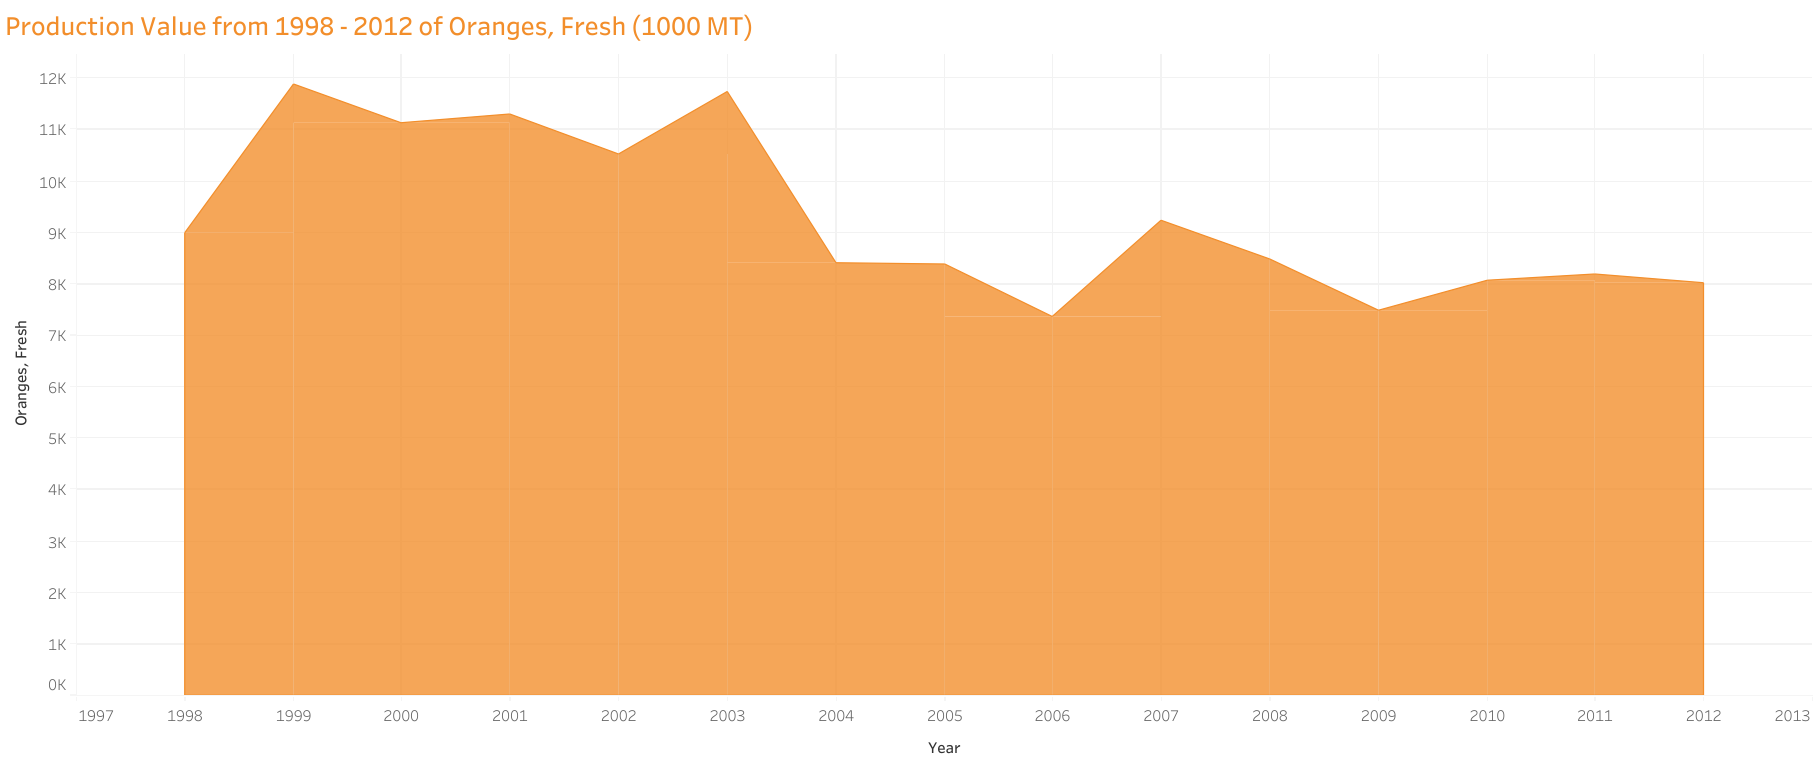 Production Value from 1998 - 2012 of Oranges, Fresh (1000 MT)
12K
11K
10K
9K
8K
7K
6K
5K
4K
3K
2K
1K
0K
Oranges, Fresh
1997 1998 1999 2000 2001 2002 2003 2004 2005 2006 2007 2008 2009 2010 2011 2012 2013
Year